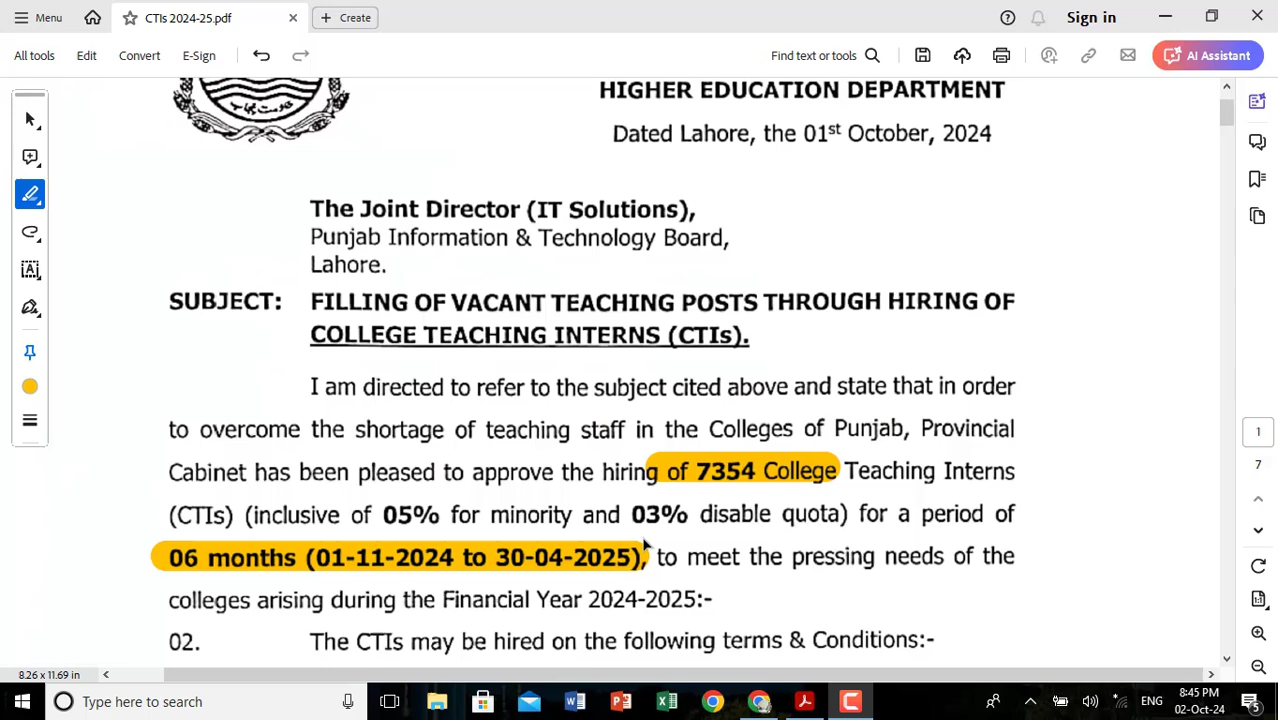 Menu
CTIs 2024-25.pdf
Create
Sign in
All tools Edit Convert E-Sign
Find text or tools
AI Assistant
HIGHER EDUCATION DEPARTMENT
Dated Lahore, the 01st October, 2024
The Joint Director (IT Solutions),
Punjab Information & Technology Board,
Lahore.
SUBJECT: FILLING OF VACANT TEACHING POSTS THROUGH HIRING OF
COLLEGE TEACHING INTERNS (CTIs).
I am directed to refer to the subject cited above and state that in order
to overcome the shortage of teaching staff in the Colleges of Punjab, Provincial
Cabinet has been pleased to approve the hiring of 7354 College Teaching Interns
(CTIs) (inclusive of 05% for minority and 03% disable quota) for a period of
06 months (01-11-2024 to 30-04-2025), to meet the pressing needs of the
colleges arising during the Financial Year 2024-2025:-
02. The CTIs may be hired on the following terms & Conditions:-
1
7
8.26 x 11.69 in
Type here to search
ENG
8:45 PM
02-Oct-24
5